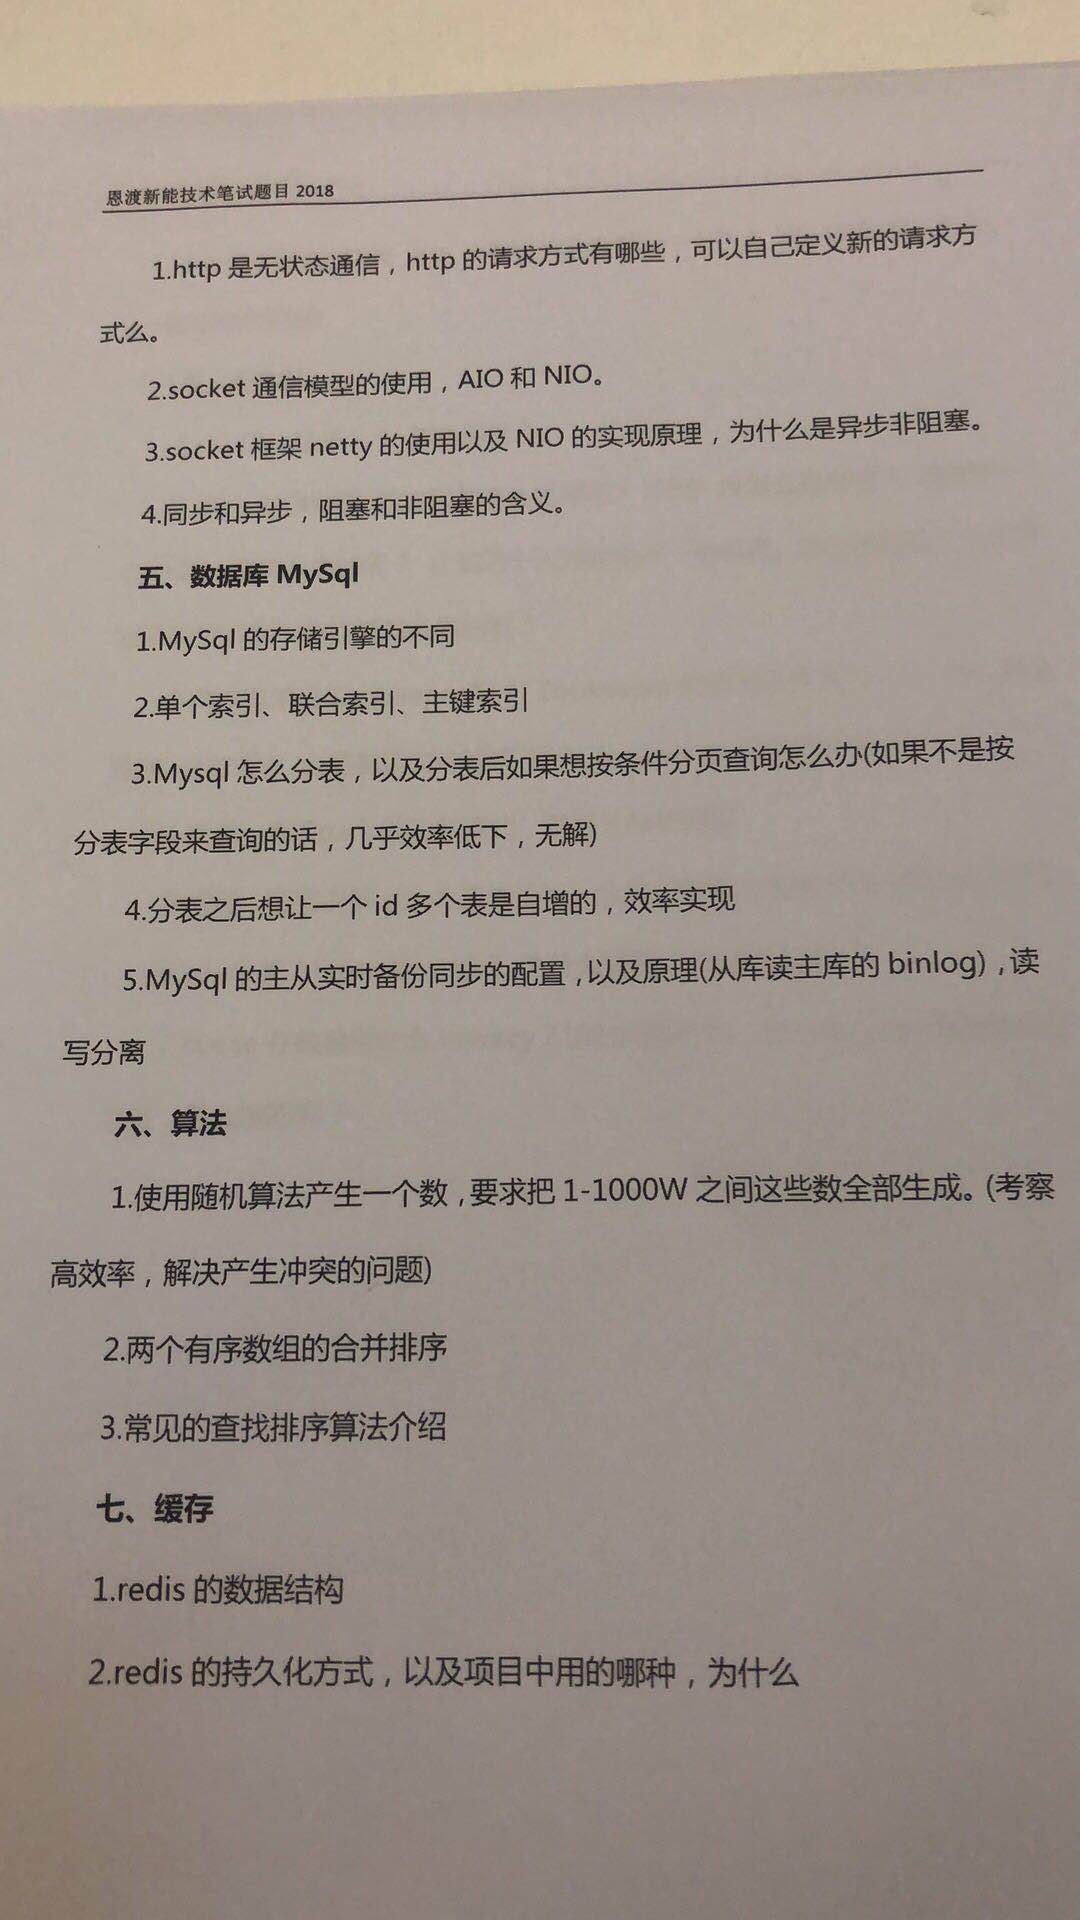 恩渡新能技术笔试题目 2018
1.http 是无状态通信，http 的请求方式有哪些，可以自己定义新的请求方
式么。
2.socket 通信模型的使用，AIO 和 NIO。
3.socket 框架 netty 的使用以及 NIO 的实现原理，为什么是异步非阻塞。
4.同步和异步，阻塞和非阻塞的含义。
五、数据库 MySql
1.MySql 的存储引擎的不同
2.单个索引、联合索引、主键索引
3.Mysql 怎么分表，以及分表后如果想按条件分页查询怎么办(如果不是按
分表字段来查询的话，几乎效率低下，无解)
4.分表之后想让一个 id 多个表是自增的，效率实现
5.MySql 的主从实时备份同步的配置，以及原理(从库读主库的 binlog)，读
写分离
六、算法
1.使用随机算法产生一个数，要求把 1-1000W 之间这些数全部生成。(考察
高效率，解决产生冲突的问题)
2.两个有序数组的合并排序
3.常见的查找排序算法介绍
七、缓存
1.redis 的数据结构
2.redis 的持久化方式，以及项目中用的哪种，为什么